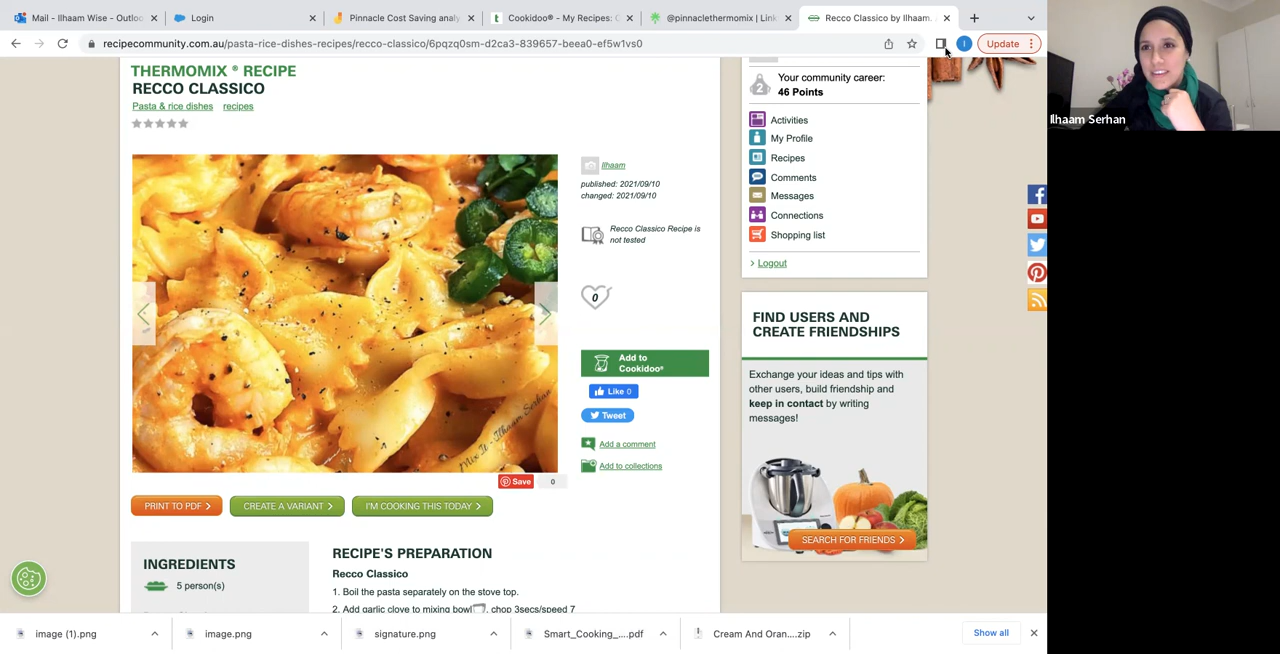 Mail - Ilhaam Wise - Outloo
Login
Pinnacle Cost Saving analy
Cookidoo® - My Recipes: C
@pinnaclethermomix | Link
Recco Classico by Ilhaam.
recipecommunity.com.au/pasta-rice-dishes-recipes/recco-classico/6pqzq0sm-d2ca3-839657-beea0-ef5w1vs0
I
Update
Ilhaam Serhan
THERMOMIX ® RECIPE
RECCO CLASSICO
Pasta & rice dishes recipes
Ilhaam
published: 2021/09/10
changed: 2021/09/10
Recco Classico Recipe is
not tested
0
Add to
Cookidoo®
Like 0
Tweet
Add a comment
Add to collections
Mix It - Ilhaam Serhan
Save 0
PRINT TO PDF
CREATE A VARIANT
I'M COOKING THIS TODAY
INGREDIENTS
5 person(s)
RECIPE'S PREPARATION
Recco Classico
1. Boil the pasta separately on the stove top.
2. Add garlic clove to mixing bowl , chop 3secs/speed 7
2
Your community career:
46 Points
Activities
My Profile
Recipes
Comments
Messages
Connections
Shopping list
> Logout
FIND USERS AND
CREATE FRIENDSHIPS
Exchange your ideas and tips with
other users, build friendship and
keep in contact by writing
messages!
SEARCH FOR FRIENDS
image (1).png
image.png
signature.png
Smart_Cooking_....pdf
Cream And Oran....zip
Show all